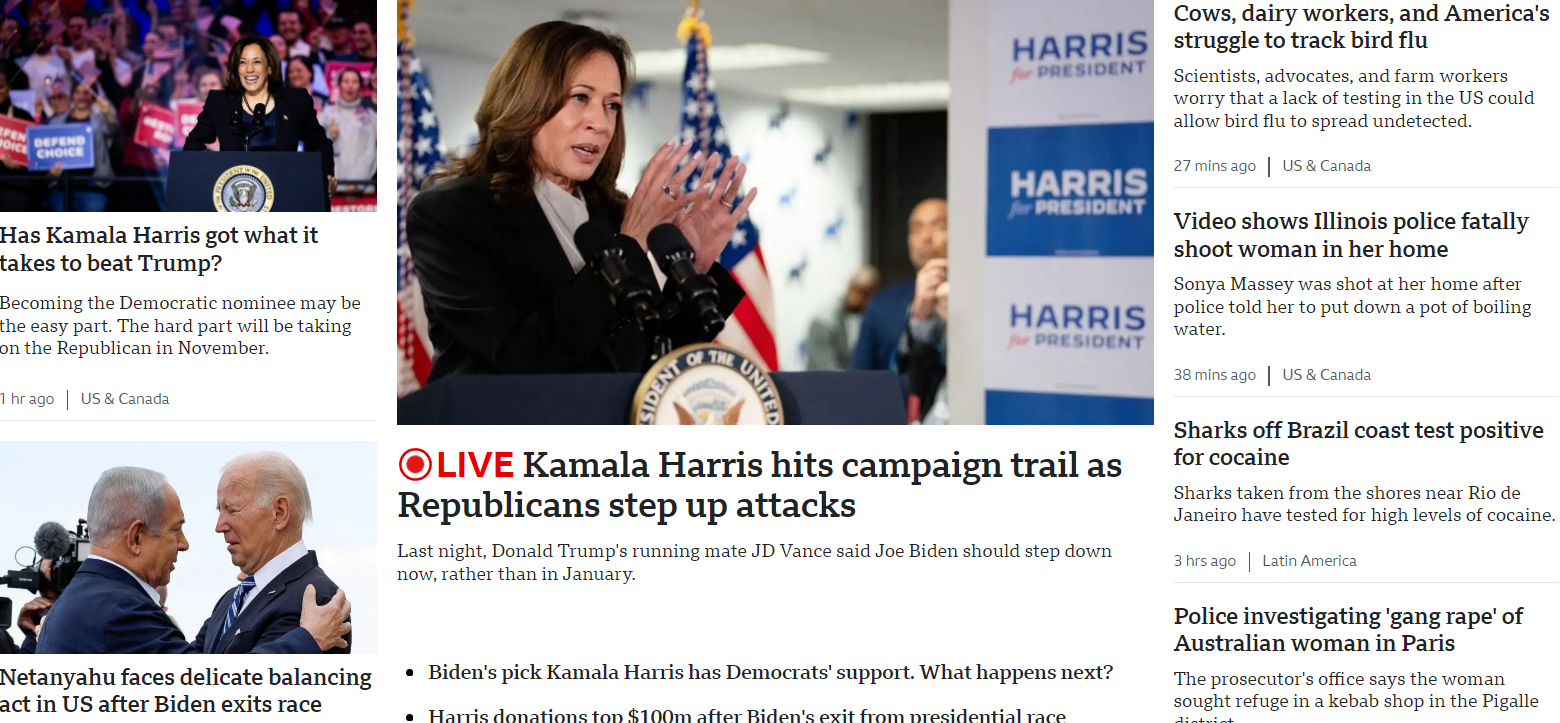 DEFEND
CHOICE
Has Kamala Harris got what it
takes to beat Trump?
Becoming the Democratic nominee may be
the easy part. The hard part will be taking
on the Republican in November.
1 hr ago | US & Canada
Netanyahu faces delicate balancing
act in US after Biden exits race
HARRIS
for PRESIDENT
HARRIS
for PRESIDENT
HARRIS
for PRESIDENT
SIDENT OF THE UNITED
LIVE Kamala Harris hits campaign trail as
Republicans step up attacks
Last night, Donald Trump's running mate JD Vance said Joe Biden should step down
now, rather than in January.
• Biden's pick Kamala Harris has Democrats' support. What happens next?
• Harris donations top $100m after Biden's exit from presidential race
Cows, dairy workers, and America's
struggle to track bird flu
Scientists, advocates, and farm workers
worry that a lack of testing in the US could
allow bird flu to spread undetected.
27 mins ago | US & Canada
Video shows Illinois police fatally
shoot woman in her home
Sonya Massey was shot at her home after
police told her to put down a pot of boiling
water.
38 mins ago | US & Canada
Sharks off Brazil coast test positive
for cocaine
Sharks taken from the shores near Rio de
Janeiro have tested for high levels of cocaine.
3 hrs ago | Latin America
Police investigating 'gang rape' of
Australian woman in Paris
The prosecutor's office says the woman
sought refuge in a kebab shop in the Pigalle
district.